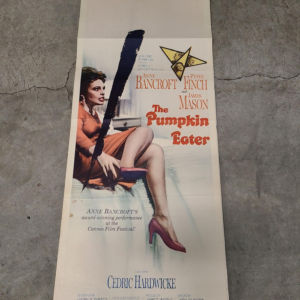 ANNE PETER
BANCROFT FINCH
JAMES
MASON
The
Pumpkin
Eater
ANNE BANCROFT'S
award winning performance
at the
Cannes Film Festival!
CEDRIC HARDWICKE